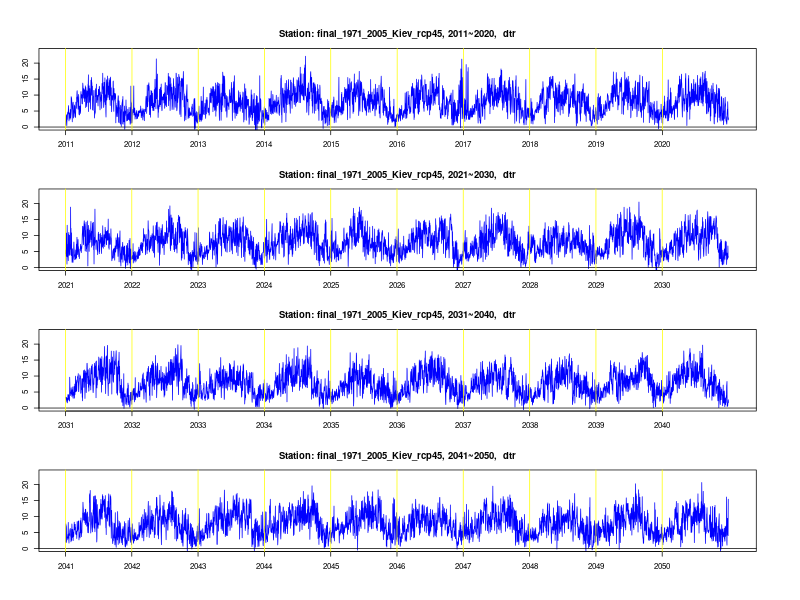 Station: final_1971_2005_Kiev_rcp45, 2011~2020, dtr
20
15
10
5
0
2011 2012 2013 2014 2015 2016 2017 2018 2019 2020
Station: final_1971_2005_Kiev_rcp45, 2021~2030, dtr
20
15
10
5
0
2021 2022 2023 2024 2025 2026 2027 2028 2029 2030
Station: final_1971_2005_Kiev_rcp45, 2031~2040, dtr
20
15
10
5
0
2031 2032 2033 2034 2035 2036 2037 2038 2039 2040
Station: final_1971_2005_Kiev_rcp45, 2041~2050, dtr
20
15
10
5
0
2041 2042 2043 2044 2045 2046 2047 2048 2049 2050